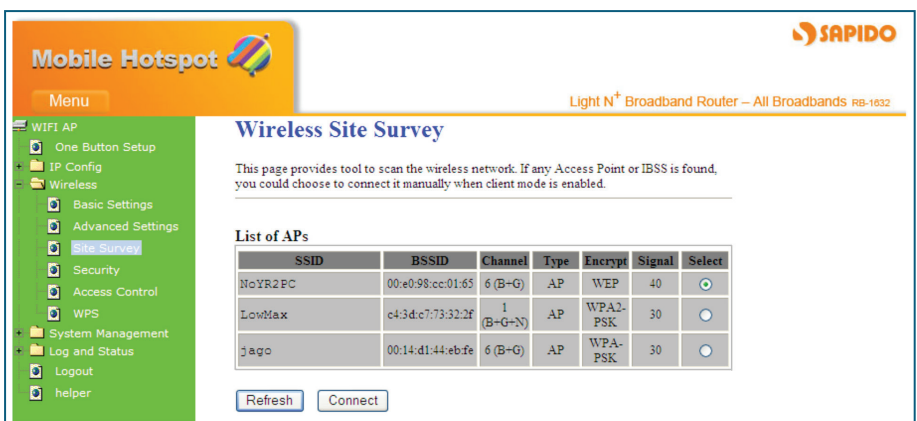 SAPIDO
Mobile Hotspot
Menu
Light N+ Broadband Router – All Broadbands RB-1632
WIFI AP
One Button Setup
IP Config
Wireless
Basic Settings
Advanced Settings
Site Survey
Security
Access Control
WPS
System Management
Log and Status
Logout
helper
Wireless Site Survey
This page provides tool to scan the wireless network. If any Access Point or IBSS is found,
you could choose to connect it manually when client mode is enabled.
List of APs
SSID BSSID Channel Type Encrypt Signal Select
NoYR2PC 00:e0:98:cc:01:65 6 (B+G) AP WEP 40
LowMax c4:3d:c7:73:32:2f 1 (B+G+N) AP WPA2-PSK 30
jago 00:14:d1:44:eb:fe 6 (B+G) AP WPA-PSK 30
Refresh Connect